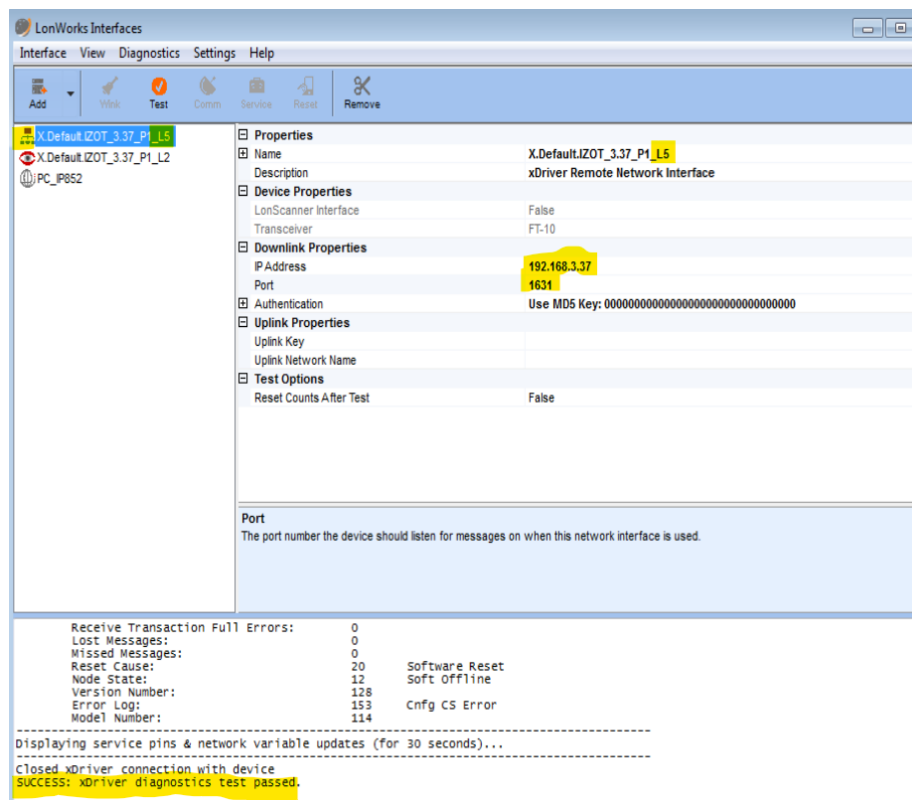 LonWorks Interfaces
Interface View Diagnostics Settings Help
Add Wink Test Comm Service Reset Remove
X.Default.IZOT_3.37_P1_L5
X.Default.IZOT_3.37_P1_L2
PC_IP852
Properties
Name X.Default.IZOT_3.37_P1_L5
Description xDriver Remote Network Interface
Device Properties
LonScanner Interface False
Transceiver FT-10
Downlink Properties
IP Address 192.168.3.37
Port 1631
Authentication Use MD5 Key: 00000000000000000000000000000000
Uplink Properties
Uplink Key
Uplink Network Name
Test Options
Reset Counts After Test False
Port
The port number the device should listen for messages on when this network interface is used.
Receive Transaction Full Errors: 0
Lost Messages: 0
Missed Messages: 0
Reset Cause: 20 Software Reset
Node State: 12 Soft Offline
Version Number: 128
Error Log: 153 Cnfg CS Error
Model Number: 114
Displaying service pins & network variable updates (for 30 seconds)...
Closed xDriver connection with device
SUCCESS: xDriver diagnostics test passed.